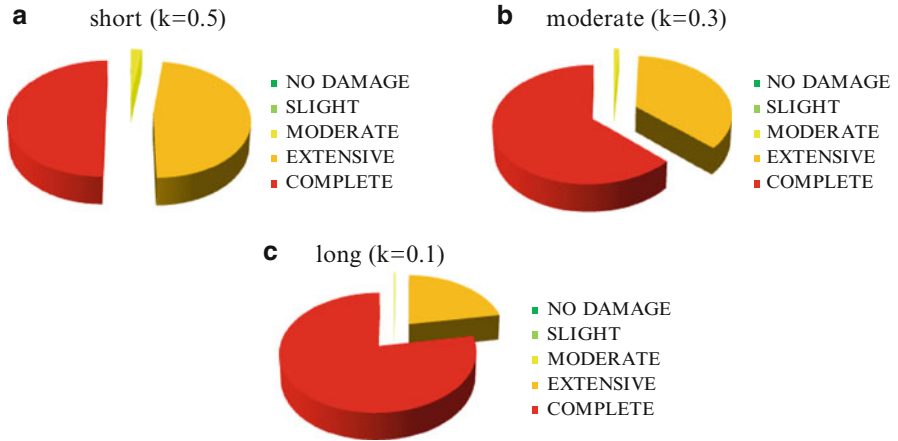 a short (k=0.5)
NO DAMAGE
SLIGHT
MODERATE
EXTENSIVE
COMPLETE
b moderate (k=0.3)
NO DAMAGE
SLIGHT
MODERATE
EXTENSIVE
COMPLETE
c long (k=0.1)
NO DAMAGE
SLIGHT
MODERATE
EXTENSIVE
COMPLETE